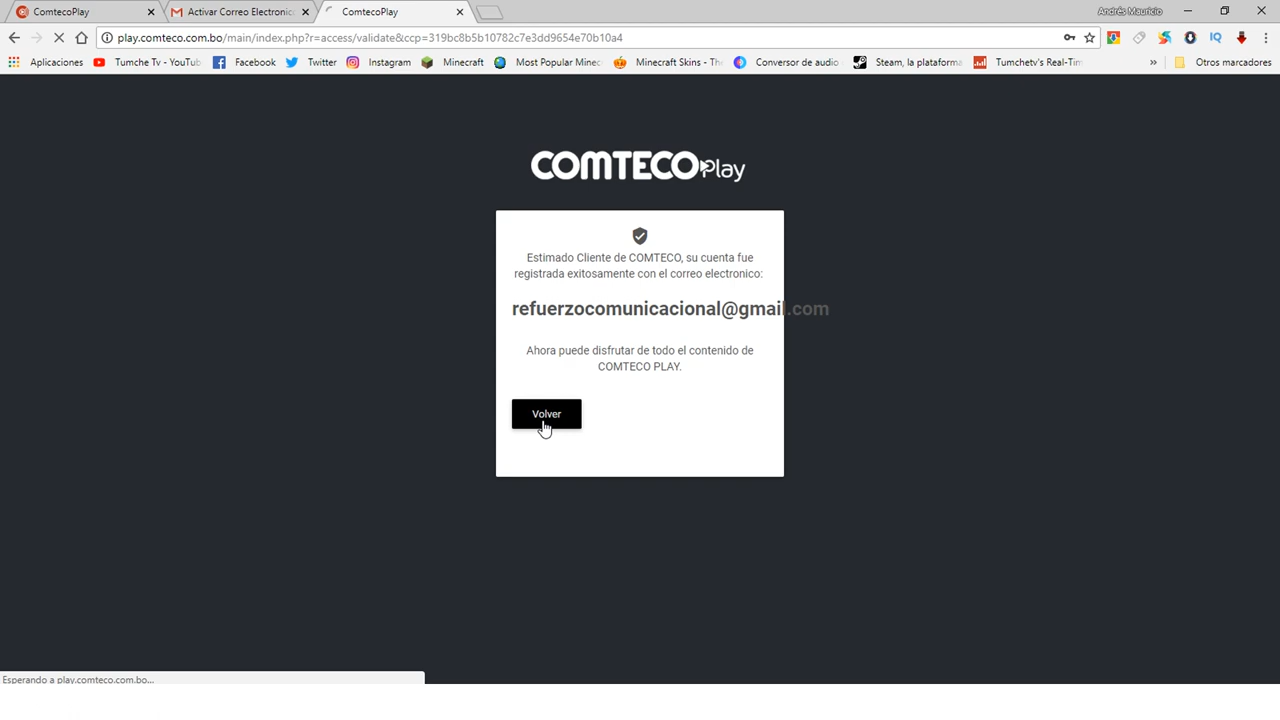 ComtecoPlay
Activar Correo Electronic
ComtecoPlay
Andrés Mauricio
play.comteco.com.bo/main/index.php?r=access/validate&ccp=319bc8b5b10782c7e3dd9654e70b10a4
Aplicaciones Tumche Tv - YouTub Facebook Twitter Instagram Minecraft Most Popular Minec Minecraft Skins - The Conversor de audio Steam, la plataforma Tumchetv's Real-Tim » Otros marcadores
COMTECO Play
Estimado Cliente de COMTECO, su cuenta fue
registrada exitosamente con el correo electronico:
refuerzocomunicacional@gmail.com
Ahora puede disfrutar de todo el contenido de
COMTECO PLAY.
Volver
Esperando a play.comteco.com.bo...